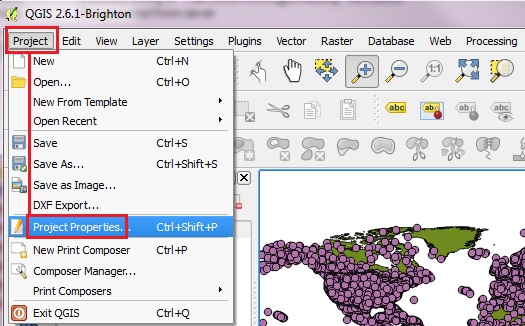 QGIS 2.6.1-Brighton
Project Edit View Layer Settings Plugins Vector Raster Database Web Processing
New Ctrl+N
Open... Ctrl+O
New From Template
Open Recent
Save Ctrl+S
Save As... Ctrl+Shift+S
Save as Image...
DXF Export...
Project Properties... Ctrl+Shift+P
New Print Composer Ctrl+P
Composer Manager...
Print Composers
Exit QGIS Ctrl+Q
1:1
abc ab abc